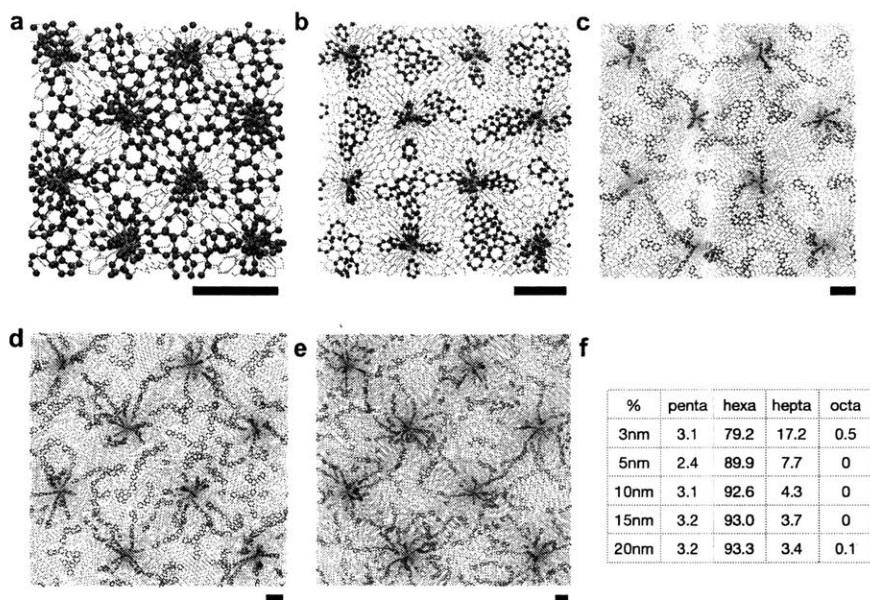 a
b
c
d
e
f
% penta hexa hepta octa
3nm 3.1 79.2 17.2 0.5
5nm 2.4 89.9 7.7 0
10nm 3.1 92.6 4.3 0
15nm 3.2 93.0 3.7 0
20nm 3.2 93.3 3.4 0.1